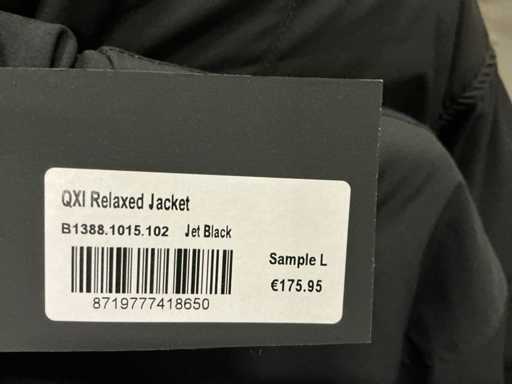 QXI Relaxed Jacket
B1388.1015.102 Jet Black
Sample L
€175.95
8719777418650